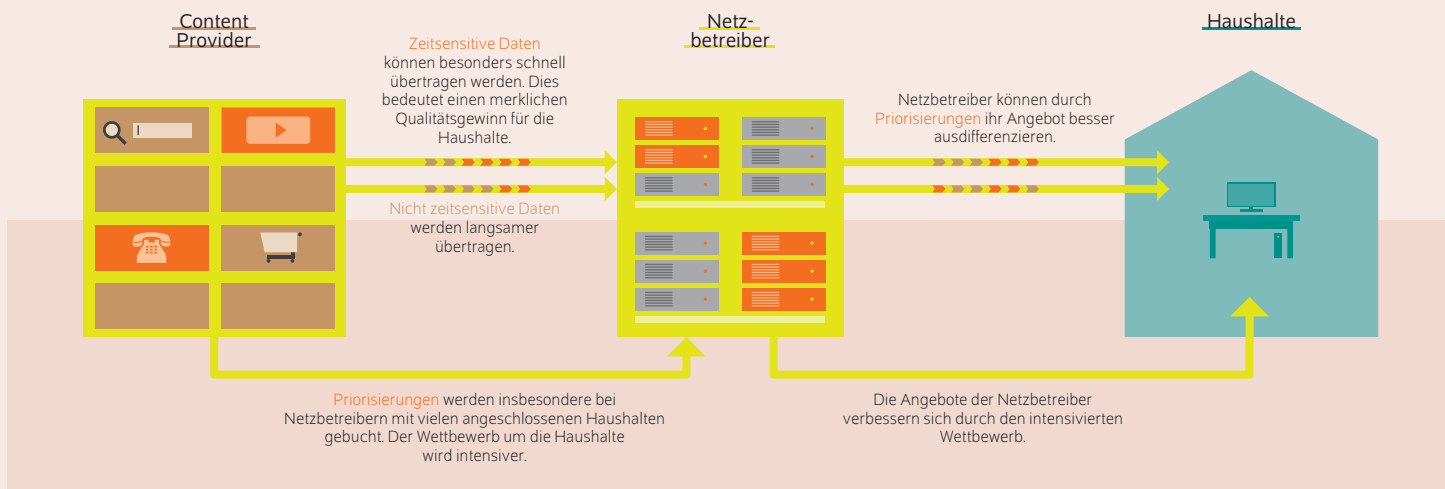 Content
Provider
Netz-
betreiber
Haushalte
Zeitsensitive Daten
können besonders schnell
übertragen werden. Dies
bedeutet einen merklichen
Qualitätsgewinn für die
Haushalte.
Nicht zeitsensitive Daten
werden langsamer
übertragen.
Netzbetreiber können durch
Priorisierungen ihr Angebot besser
ausdifferenzieren.
Priorisierungen werden insbesondere bei
Netzbetreibern mit vielen angeschlossenen Haushalten
gebucht. Der Wettbewerb um die Haushalte
wird intensiver.
Die Angebote der Netzbetreiber
verbessern sich durch den intensivierten
Wettbewerb.